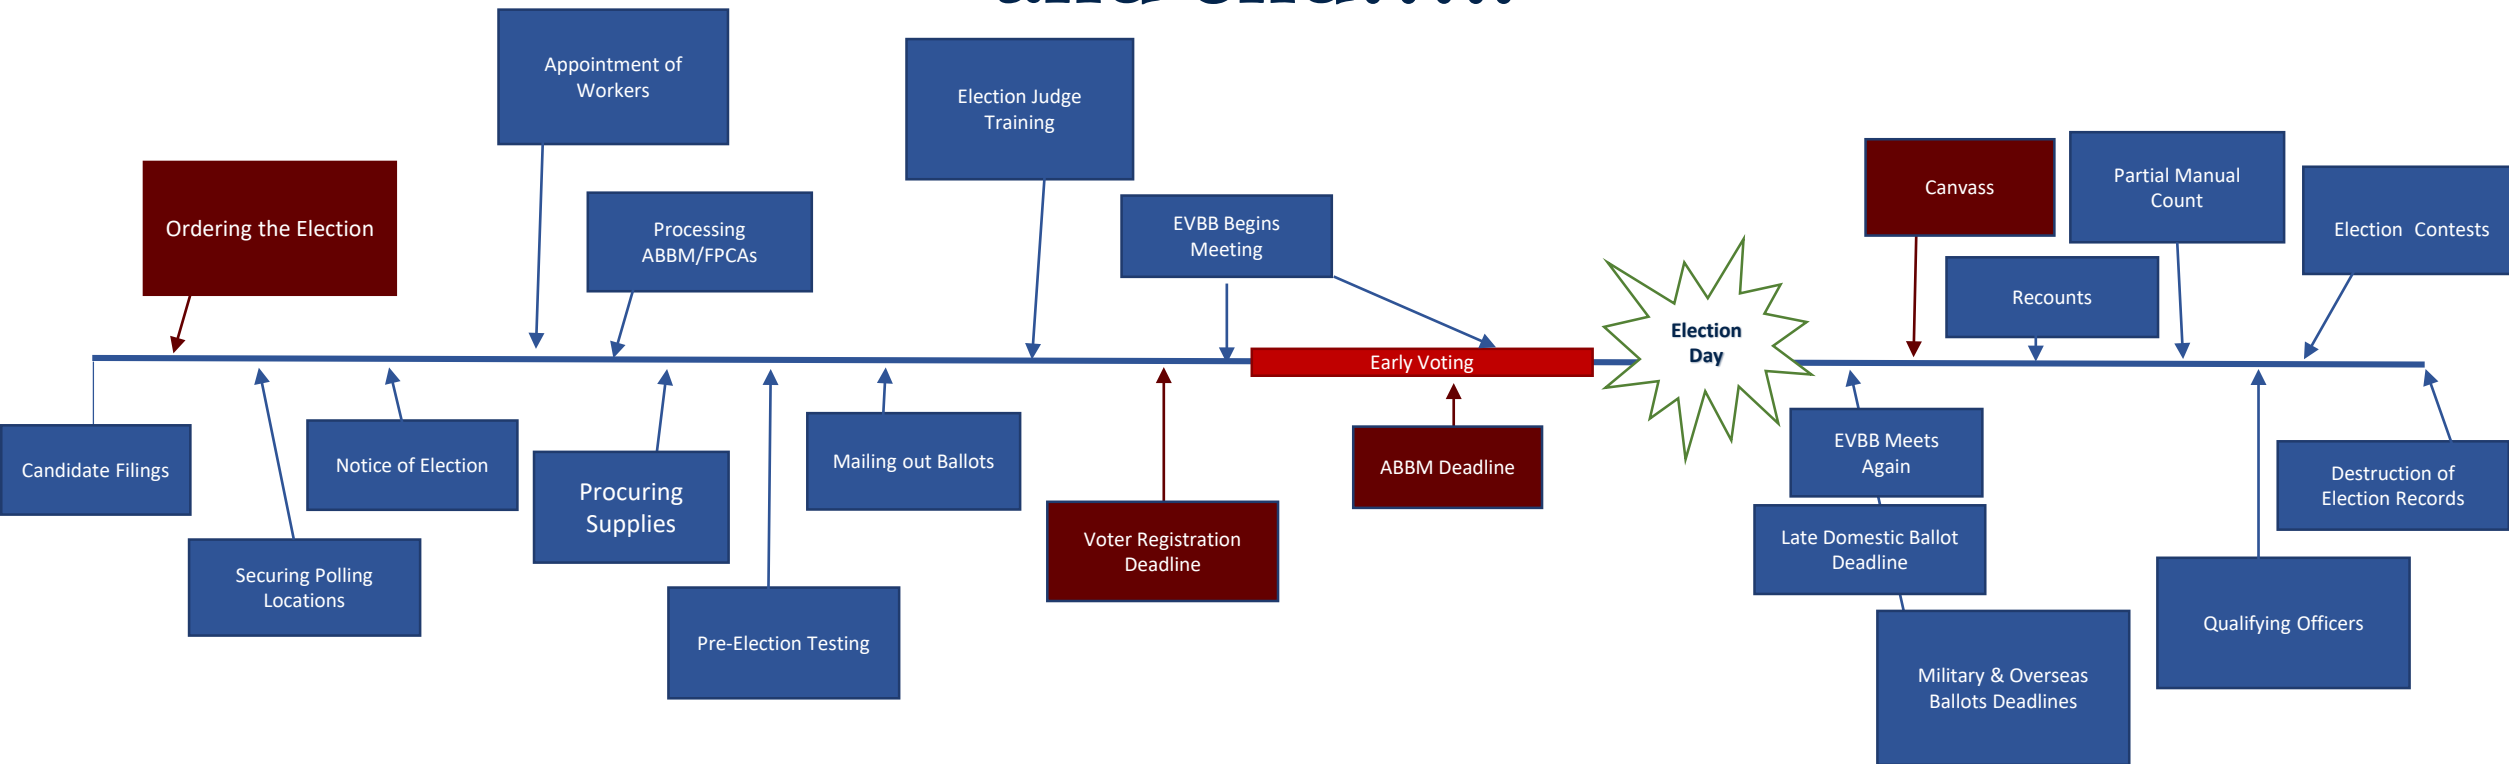 Appointment of
Workers
Election Judge
Training
Ordering the Election
Processing
ABBM/FPCAs
EVBB Begins
Meeting
Canvass
Partial Manual
Count
Election Contests
Recounts
Election
Day
Early Voting
Candidate Filings
Notice of Election
Procuring
Supplies
Mailing out Ballots
ABBM Deadline
EVBB Meets
Again
Destruction of
Election Records
Securing Polling
Locations
Pre-Election Testing
Voter Registration
Deadline
Late Domestic Ballot
Deadline
Qualifying Officers
Military & Overseas
Ballots Deadlines